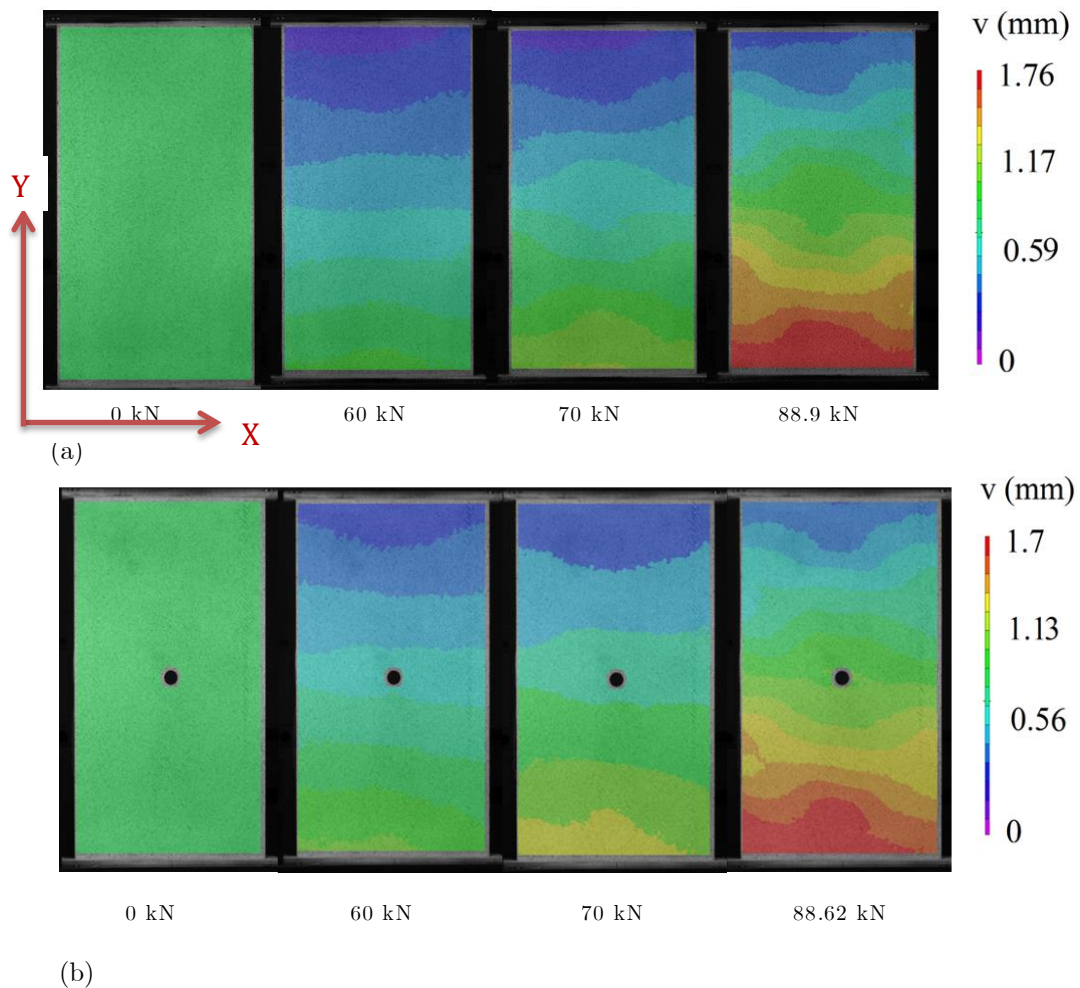 v (mm)
1.76
1.17
0.59
0
Y
X
0 kN
60 kN
70 kN
88.9 kN
(a)
v (mm)
1.7
1.13
0.56
0
0 kN
60 kN
70 kN
88.62 kN
(b)